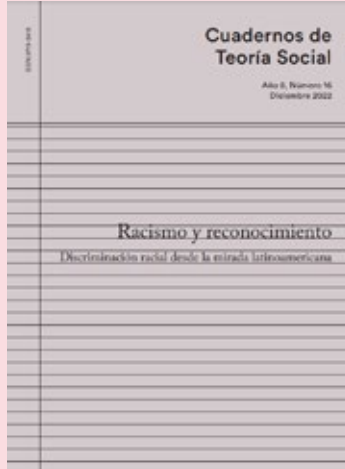 Cuadernos de
Teoría Social
Año 8, Número 16
Diciembre 2022
Racismo y reconocimiento
Discriminación racial desde la mirada latinoamericana